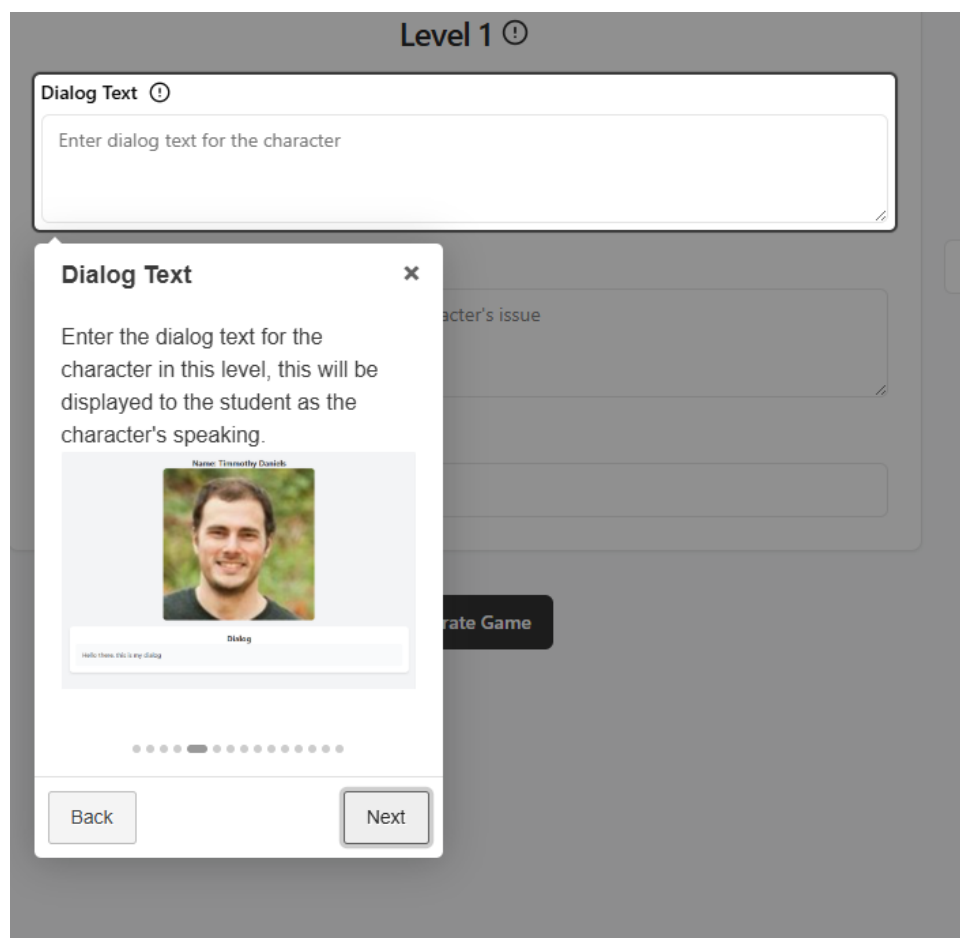 Level 1
Dialog Text
Enter dialog text for the character
Dialog Text
Enter the dialog text for the
character in this level, this will be
displayed to the student as the
character's speaking.
acter's issue
Name: Timmothy Daniels
Dialog
Hello there, this is my dialog
rate Game
Back
Next